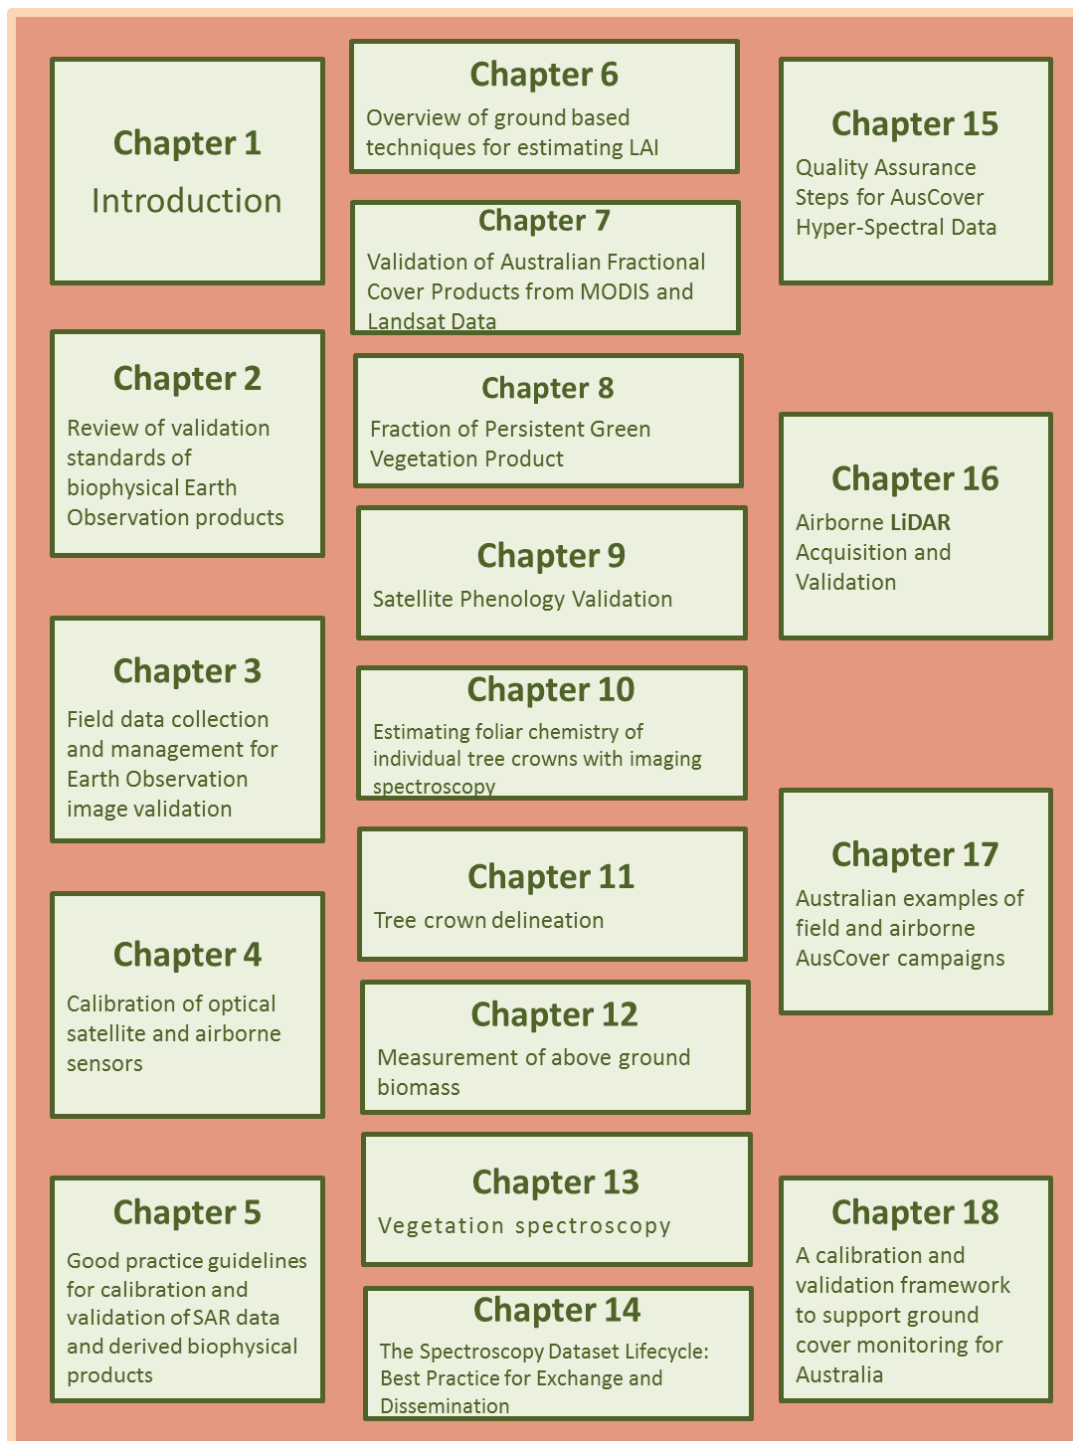 Chapter 1
Introduction
Chapter 2
Review of validation
standards of
biophysical Earth
Observation products
Chapter 3
Field data collection
and management for
Earth Observation
image validation
Chapter 4
Calibration of optical
satellite and airborne
sensors
Chapter 5
Good practice guidelines
for calibration and
validation of SAR data
and derived biophysical
products
Chapter 6
Overview of ground based
techniques for estimating LAI
Chapter 7
Validation of Australian Fractional
Cover Products from MODIS and
Landsat Data
Chapter 8
Fraction of Persistent Green
Vegetation Product
Chapter 9
Satellite Phenology Validation
Chapter 10
Estimating foliar chemistry of
individual tree crowns with imaging
spectroscopy
Chapter 11
Tree crown delineation
Chapter 12
Measurement of above ground
biomass
Chapter 13
Vegetation spectroscopy
Chapter 14
The Spectroscopy Dataset Lifecycle:
Best Practice for Exchange and
Dissemination
Chapter 15
Quality Assurance
Steps for AusCover
Hyper-Spectral Data
Chapter 16
Airborne LiDAR
Acquisition and
Validation
Chapter 17
Australian examples of
field and airborne
AusCover campaigns
Chapter 18
A calibration and
validation framework
to support ground
cover monitoring for
Australia